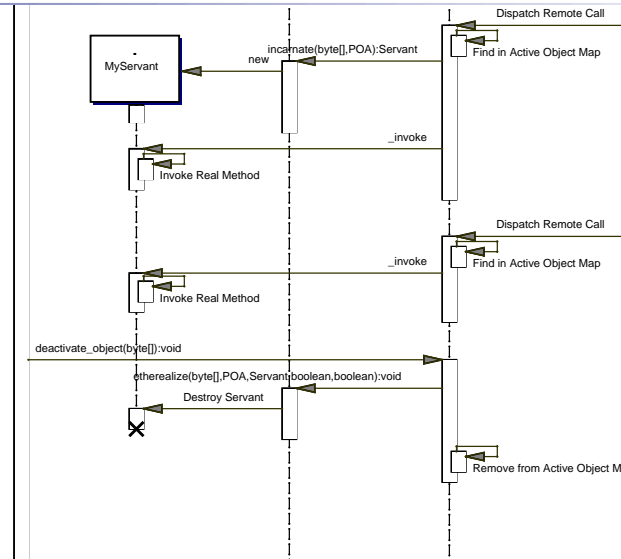 Dispatch Remote Call
incarnate(byte[],POA):Servant
Find in Active Object Map
new
MyServant
_invoke
Invoke Real Method
Dispatch Remote Call
_invoke
Find in Active Object Map
Invoke Real Method
deactivate_object(byte[]):void
etherealize(byte[],POA,Servant,boolean,boolean):void
Destroy Servant
Remove from Active Object M